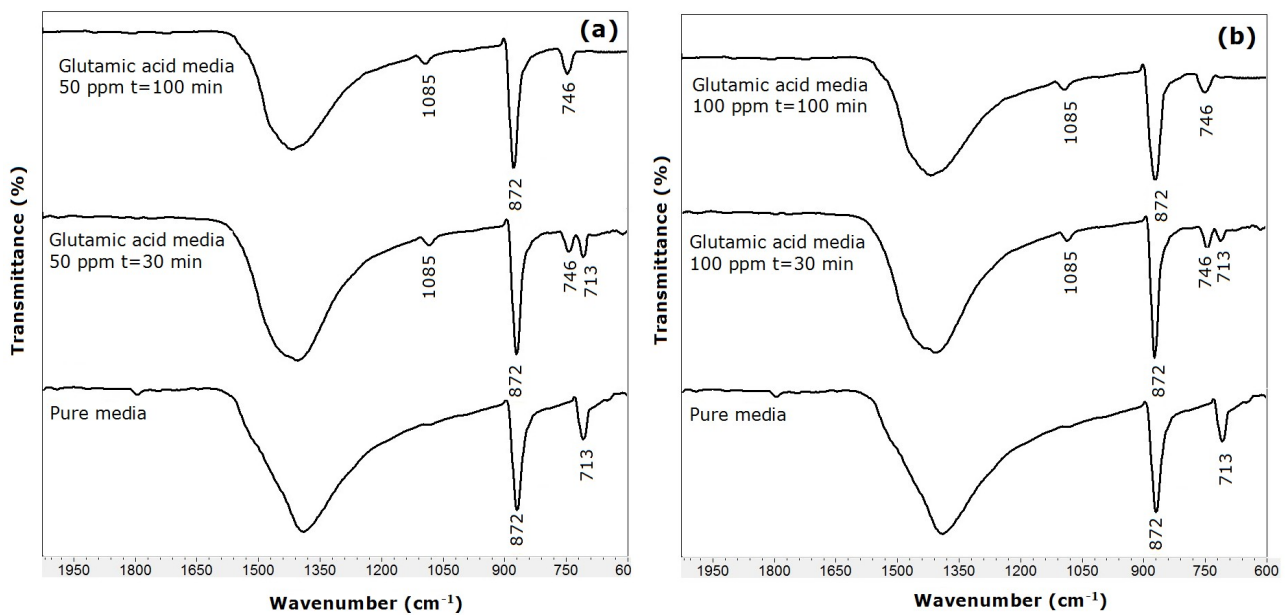 (a)
Glutamic acid media
50 ppm t=100 min
1085
872
746
Glutamic acid media
50 ppm t=30 min
1085
872
746
713
Pure media
872
713
Transmittance (%)
1950 1800 1650 1500 1350 1200 1050 900 750 60
Wavenumber (cm⁻¹)
(b)
Glutamic acid media
100 ppm t=100 min
1085
872
746
Glutamic acid media
100 ppm t=30 min
1085
872
746
713
Pure media
872
713
Transmittance (%)
1950 1800 1650 1500 1350 1200 1050 900 750 600
Wavenumber (cm⁻¹)